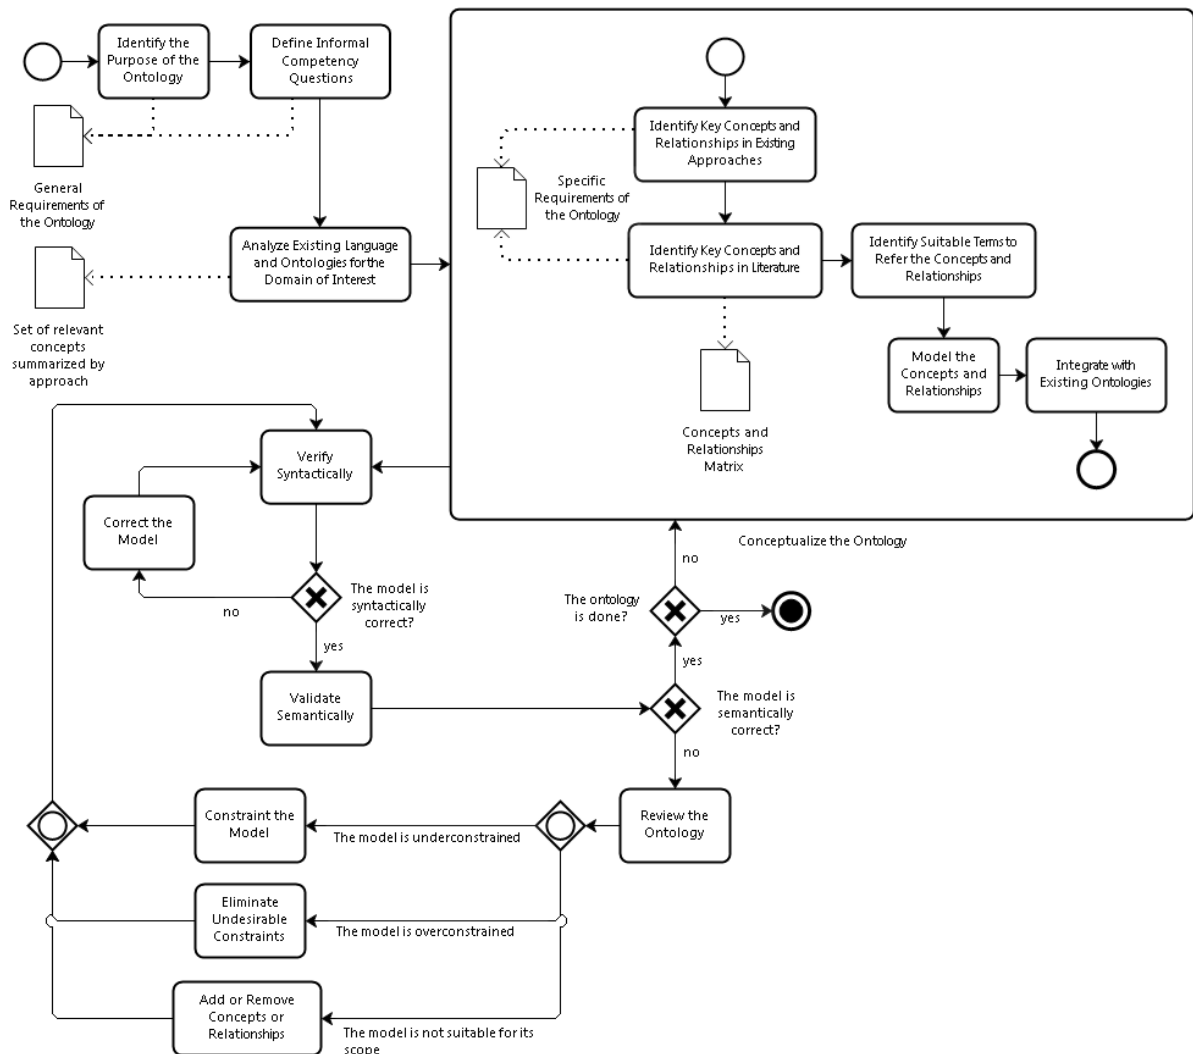 Identify the
Purpose of the
Ontology
Define Informal
Competency
Questions
General
Requirements
of the Ontology
Analyze Existing Language
and Ontologies for the
Domain of Interest
Set of relevant
concepts
summarized by
approach
Identify Key Concepts and
Relationships in Existing
Approaches
Specific
Requirements
of the Ontology
Identify Key Concepts and
Relationships in Literature
Identify Suitable Terms to
Refer the Concepts and
Relationships
Model the
Concepts and
Relationships
Integrate with
Existing Ontologies
Concepts and
Relationships
Matrix
Conceptualize the Ontology
Verify
Syntactically
Correct the
Model
no
The model is
syntactically
correct?
yes
Validate
Semantically
no
The ontology
is done?
yes
yes
The model is
semantically
correct?
no
Review the
Ontology
Constraint the
Model
The model is underconstrained
Eliminate
Undesirable
Constraints
The model is overconstrained
Add or Remove
Concepts or
Relationships
The model is not suitable for its
scope